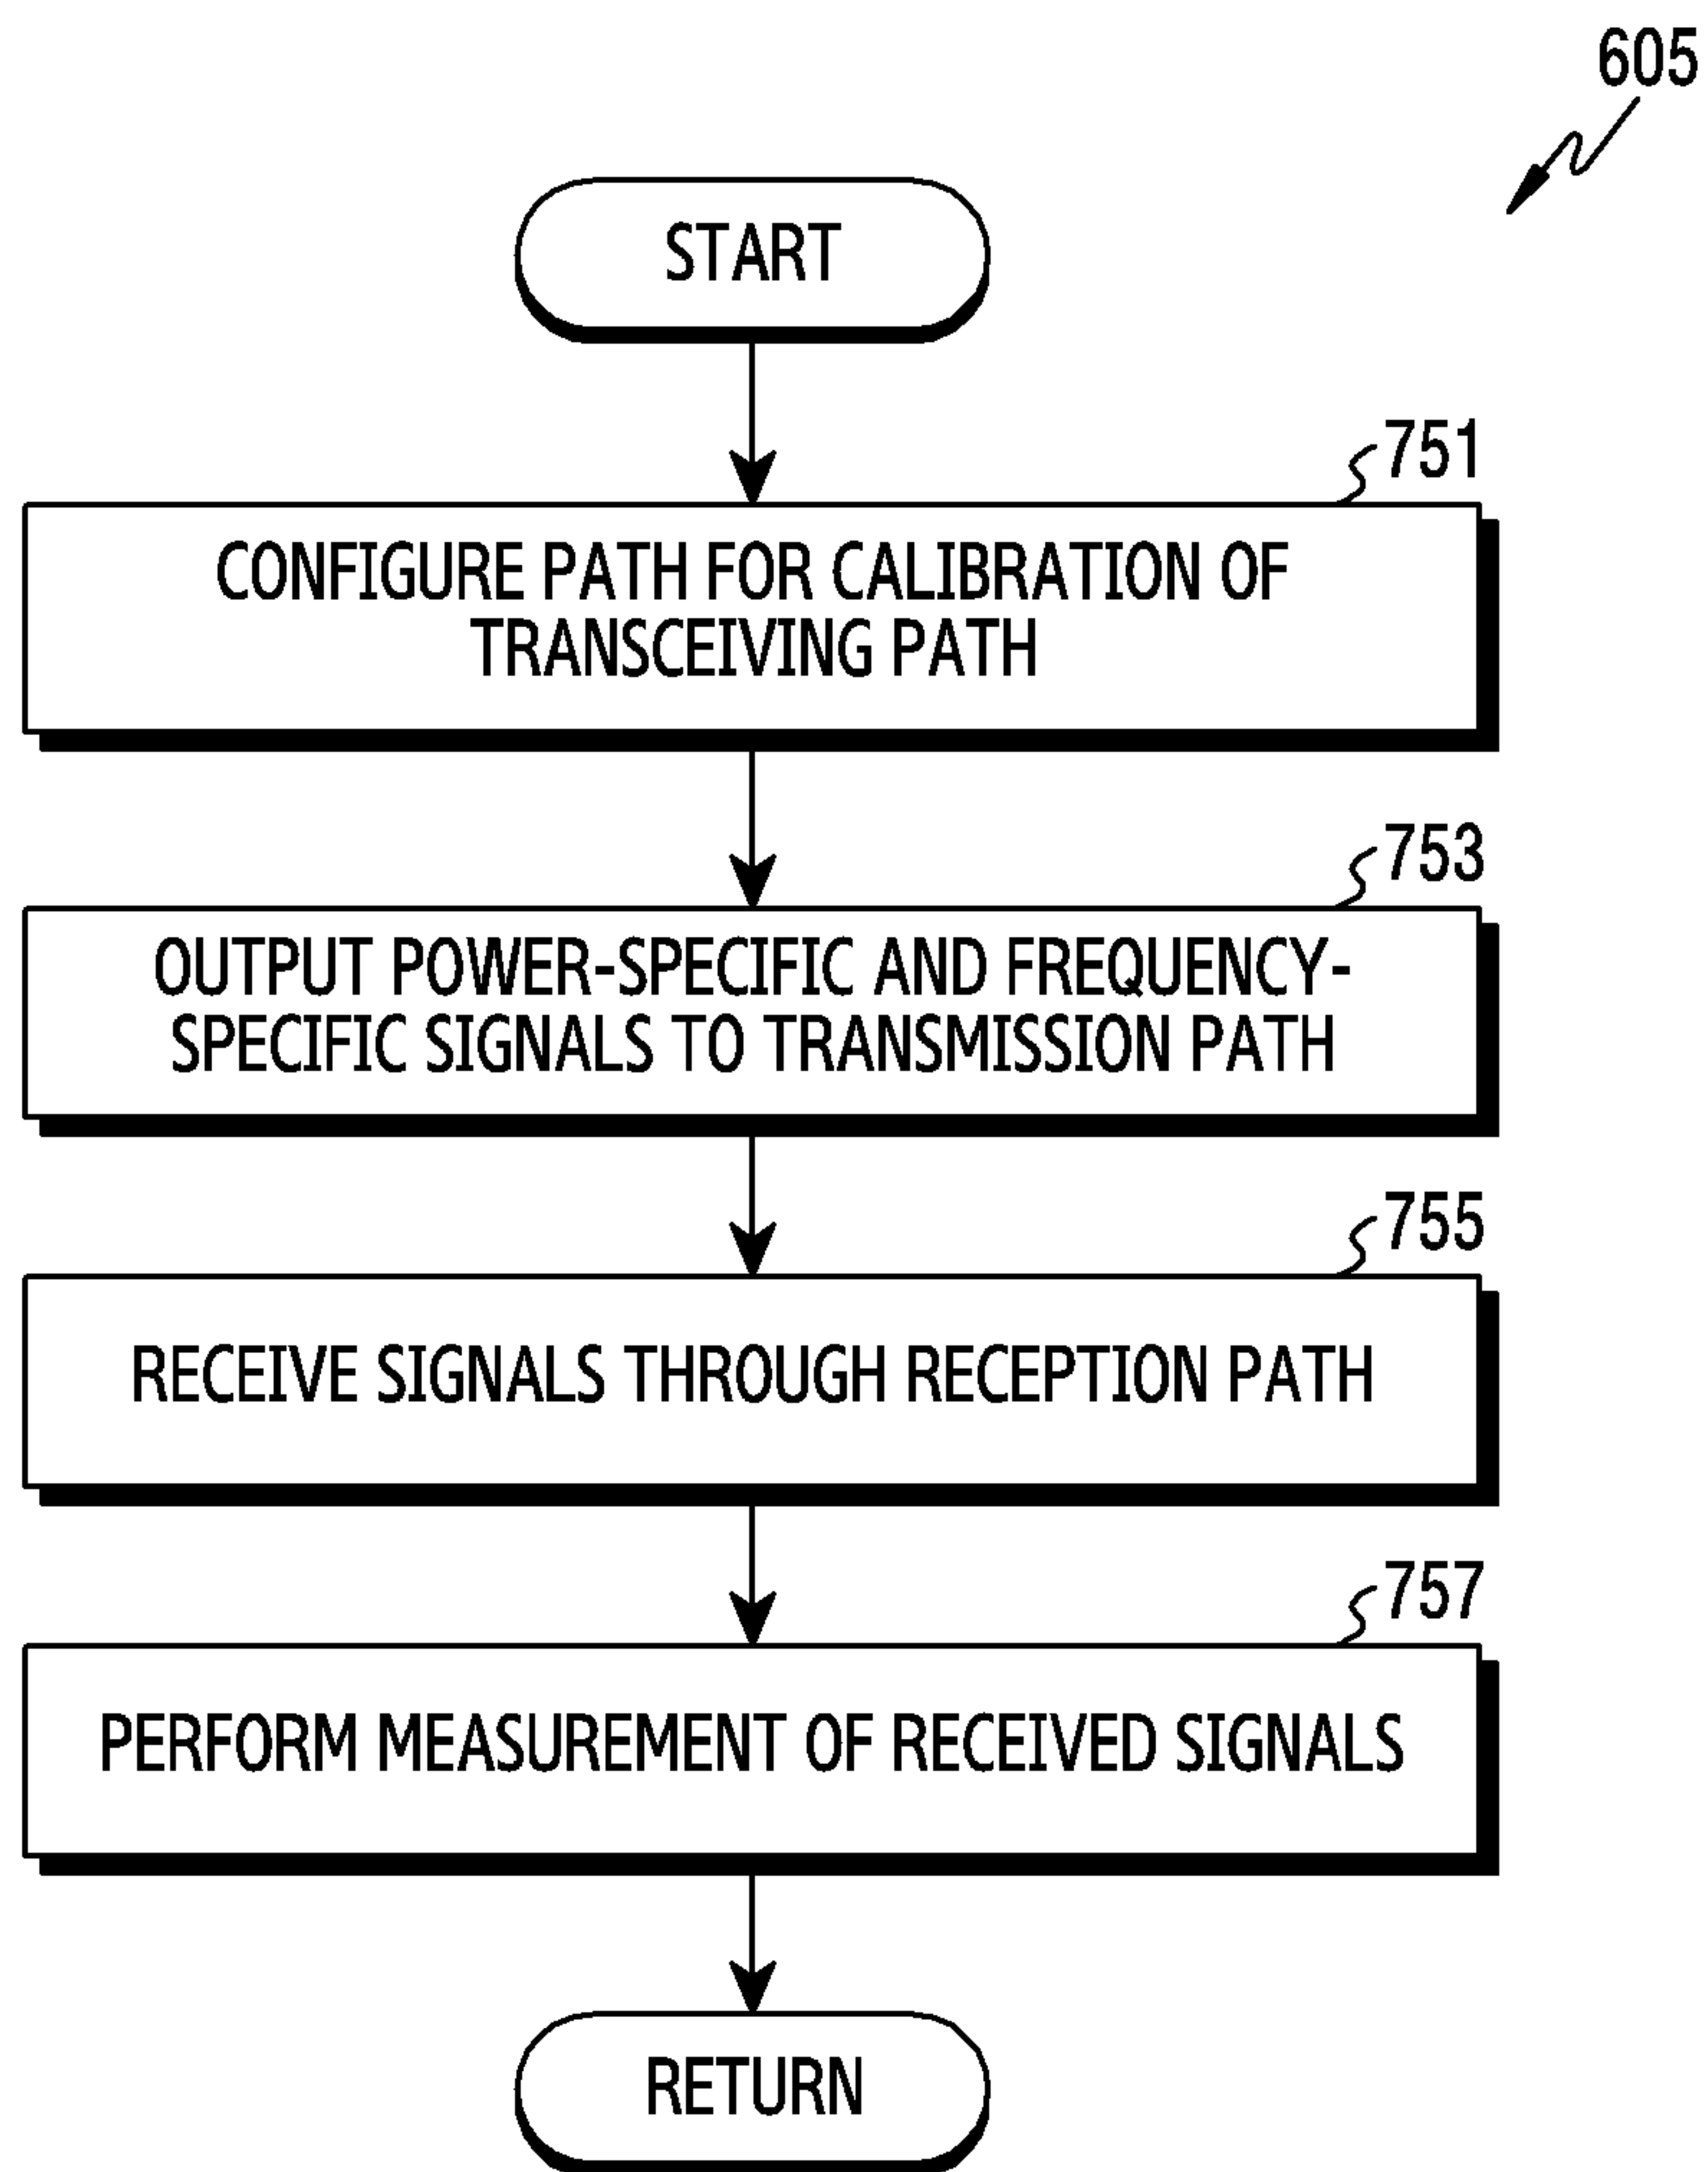 605
START
751
CONFIGURE PATH FOR CALIBRATION OF
TRANSCEIVING PATH
753
OUTPUT POWER-SPECIFIC AND FREQUENCY-
SPECIFIC SIGNALS TO TRANSMISSION PATH
755
RECEIVE SIGNALS THROUGH RECEPTION PATH
757
PERFORM MEASUREMENT OF RECEIVED SIGNALS
RETURN